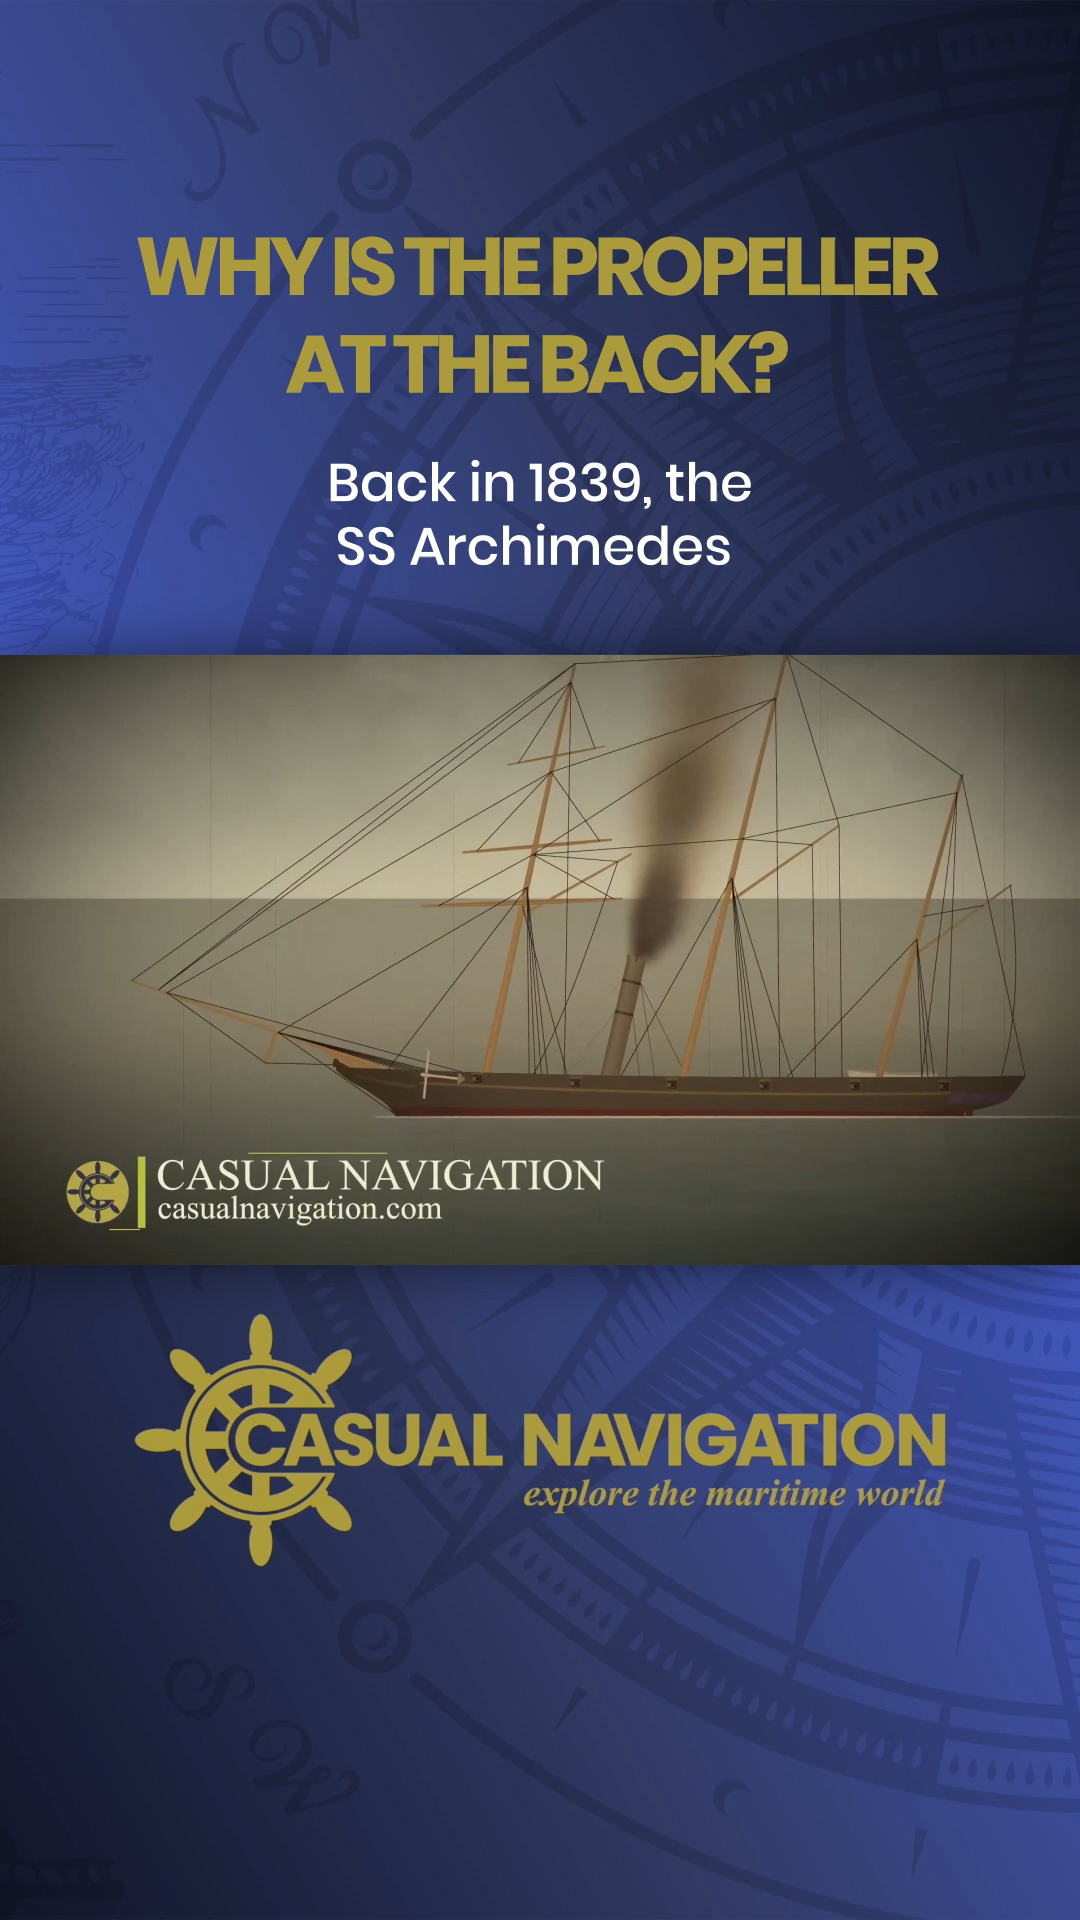 N W
WHY IS THE PROPELLER
AT THE BACK?
Back in 1839, the
SS Archimedes
CASUAL NAVIGATION
casualnavigation.com
CASUAL NAVIGATION
explore the maritime world
S W